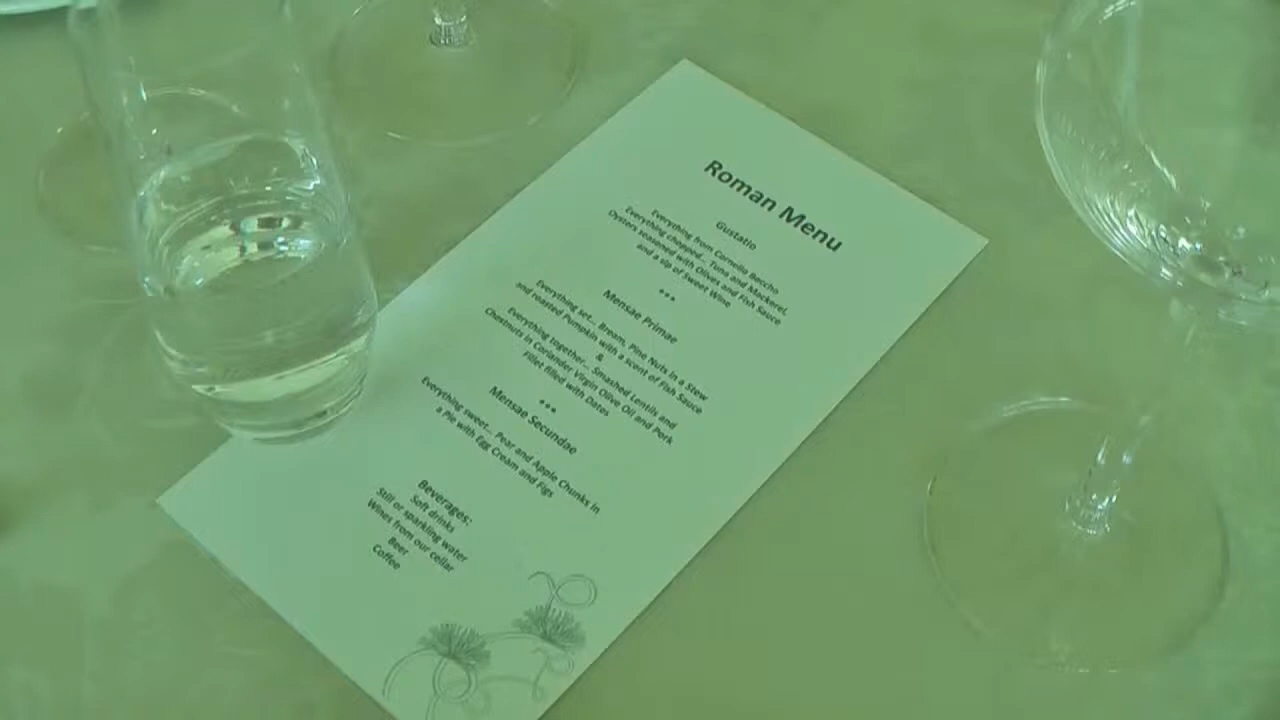 Roman Menu
Gustatio
Everything from Cornelio Beccho
Everything chopped... Tuna and Mackerel,
Oysters seasoned with Olives and Fish Sauce
and a sip of Sweet Wine
***
Mensae Primae
Everything set... Bream, Pine Nuts in a Stew
and roasted Pumpkin with a scent of Fish Sauce
&
Everything together... Smashed Lentils and
Chestnuts in Coriander Virgin Olive Oil and Pork
Fillet filled with Dates
***
Mensae Secundae
Everything sweet... Pear and Apple Chunks in
a Pie with Egg Cream and Figs
Beverages:
Soft drinks
Still or sparkling water
Wines from our cellar
Beer
Coffee